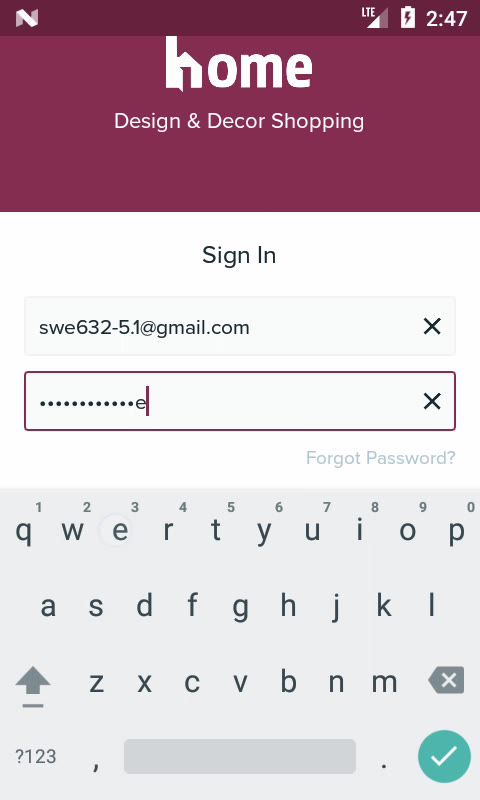 LTE 2:47
home
Design & Decor Shopping
Sign In
swe632-5.1@gmail.com
••••••••••••e
Forgot Password?
1 2 3 4 5 6 7 8 9 0
q w e r t y u i o p
a s d f g h j k l
z x c v b n m
?123 , .